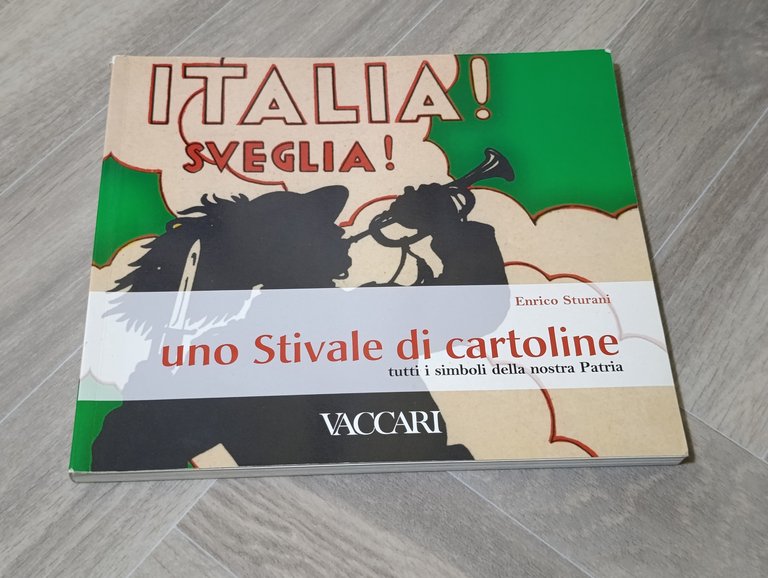 ITALIA!
SVEGLIA!
Enrico Sturani
uno Stivale di cartoline
tutti i simboli della nostra Patria
VACCARI